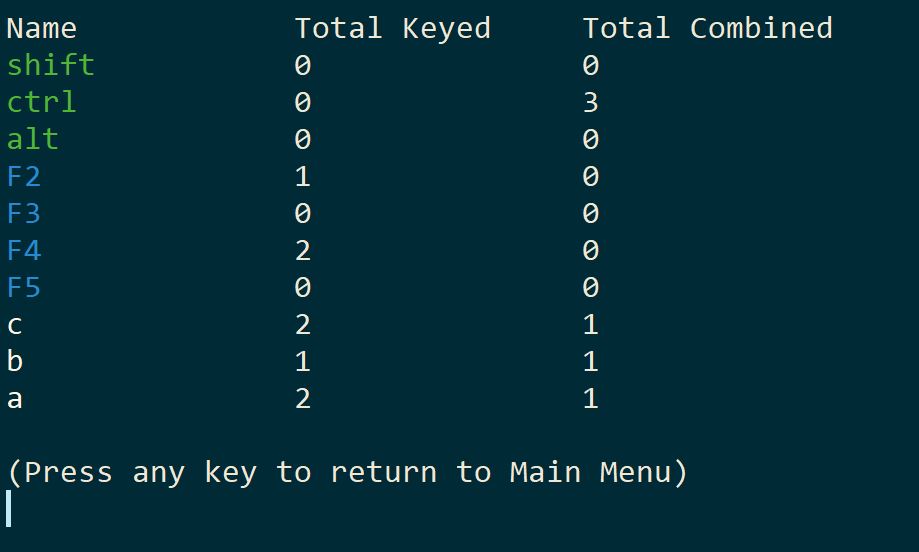 Name Total Keyed Total Combined
shift 0 0
ctrl 0 3
alt 0 0
F2 1 0
F3 0 0
F4 2 0
F5 0 0
c 2 1
b 1 1
a 2 1
(Press any key to return to Main Menu)